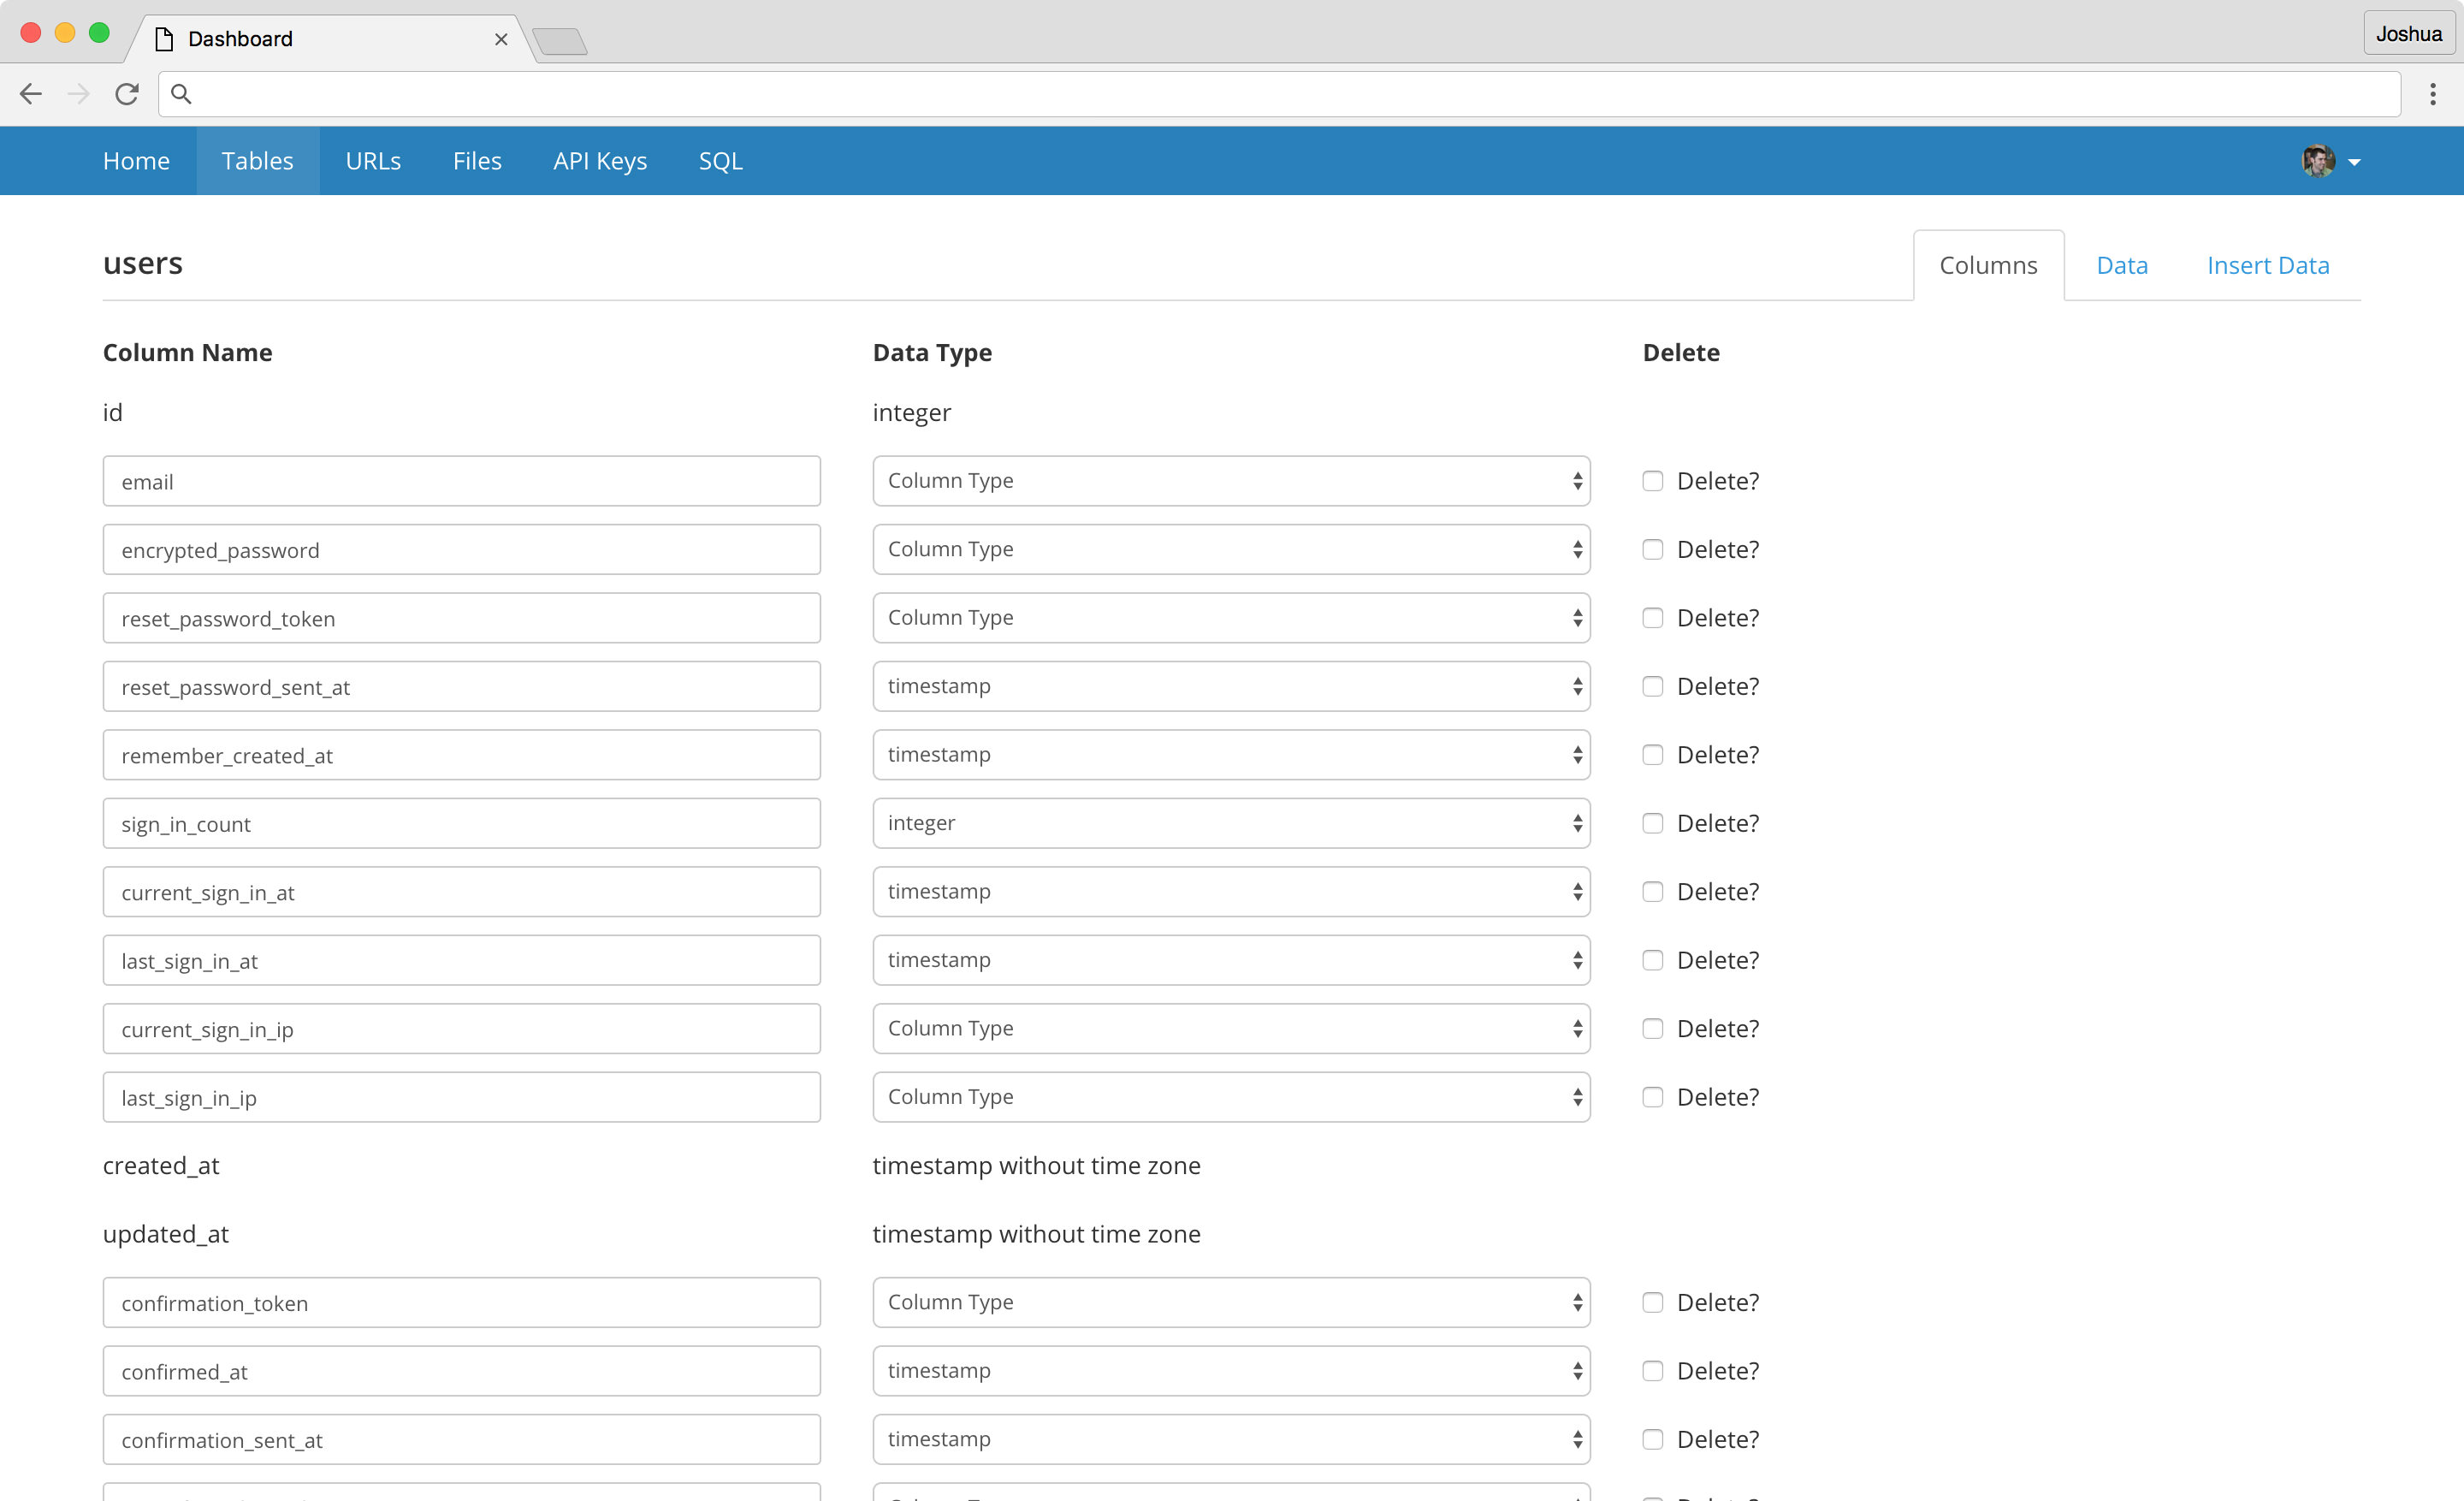 Dashboard
Joshua
Home Tables URLs Files API Keys SQL
users Columns Data Insert Data
Column Name Data Type Delete
id integer
email Column Type Delete?
encrypted_password Column Type Delete?
reset_password_token Column Type Delete?
reset_password_sent_at timestamp Delete?
remember_created_at timestamp Delete?
sign_in_count integer Delete?
current_sign_in_at timestamp Delete?
last_sign_in_at timestamp Delete?
current_sign_in_ip Column Type Delete?
last_sign_in_ip Column Type Delete?
created_at timestamp without time zone
updated_at timestamp without time zone
confirmation_token Column Type Delete?
confirmed_at timestamp Delete?
confirmation_sent_at timestamp Delete?